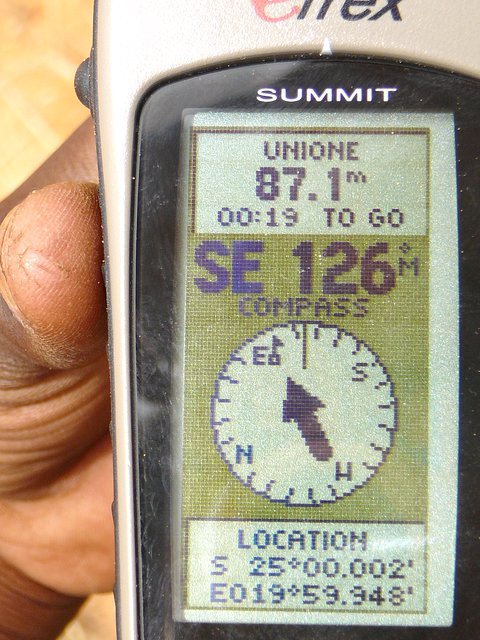 eTrex
SUMMIT
UNIONE
87.1m
00:19 TO GO
SE 126°M
COMPASS
E
S
N
W
LOCATION
S 25°00.002'
E019°59.948'